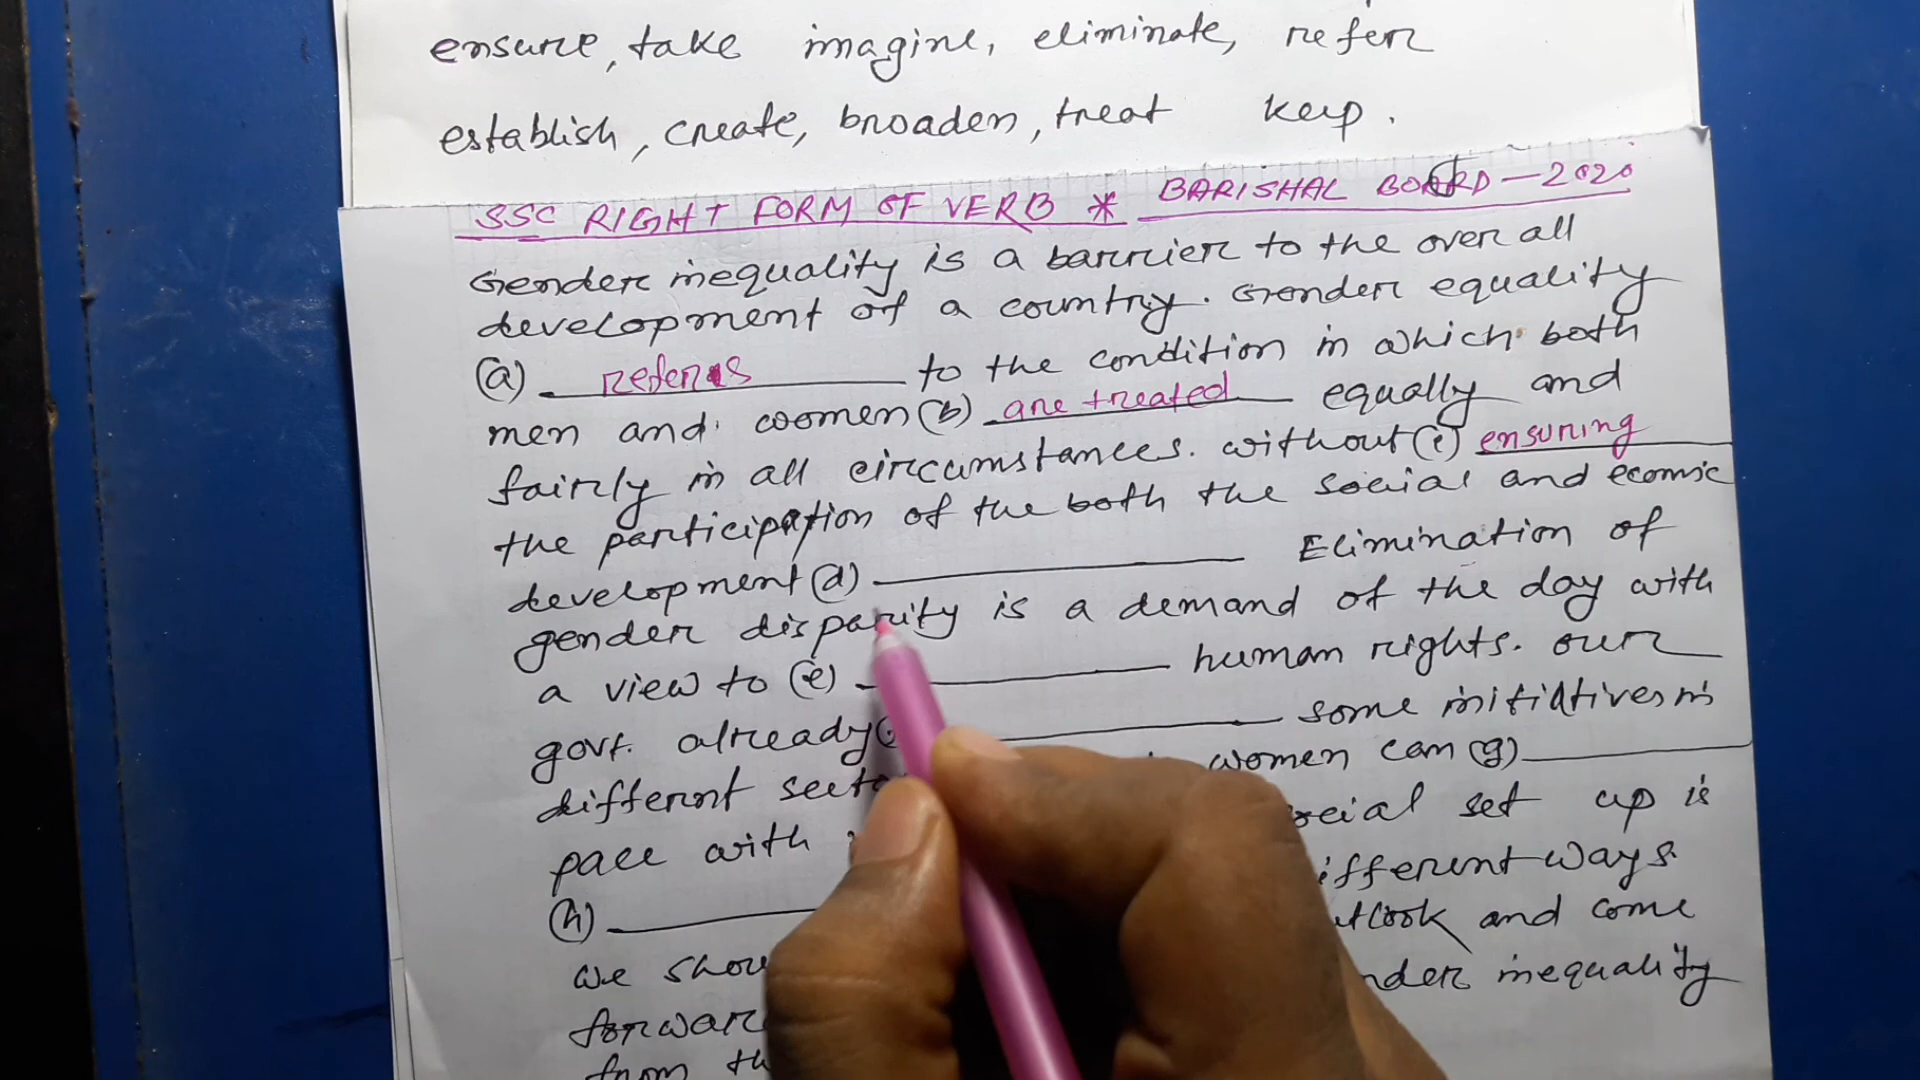 ensure, take imagine, eliminate, refer
establish, create, broaden, treat keep.
SSC RIGHT FORM OF VERB * BARISHAL BOARD-2020
Gender inequality is a barrier to the over all
development of a country. Gender equality
(a) refers to the condition in which both
men and women (b) are treated equally and
fairly in all circumstances. without (c) ensuring
the participation of the both the social and ecomic
development (d) Elimination of
gender disparity is a demand of the day with
a view to (e) human rights. our
govt. already some initiatives in
different women can (g)
pace with set up is
(h) different ways.
we outlook and come
inequality
from